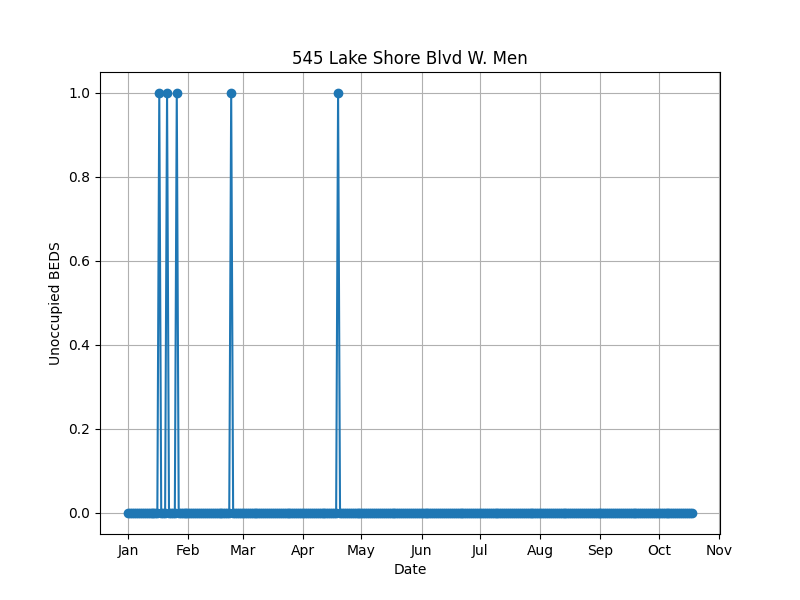 545 Lake Shore Blvd W. Men
Unoccupied BEDS
1.0
0.8
0.6
0.4
0.2
0.0
Jan Feb Mar Apr May Jun Jul Aug Sep Oct Nov
Date